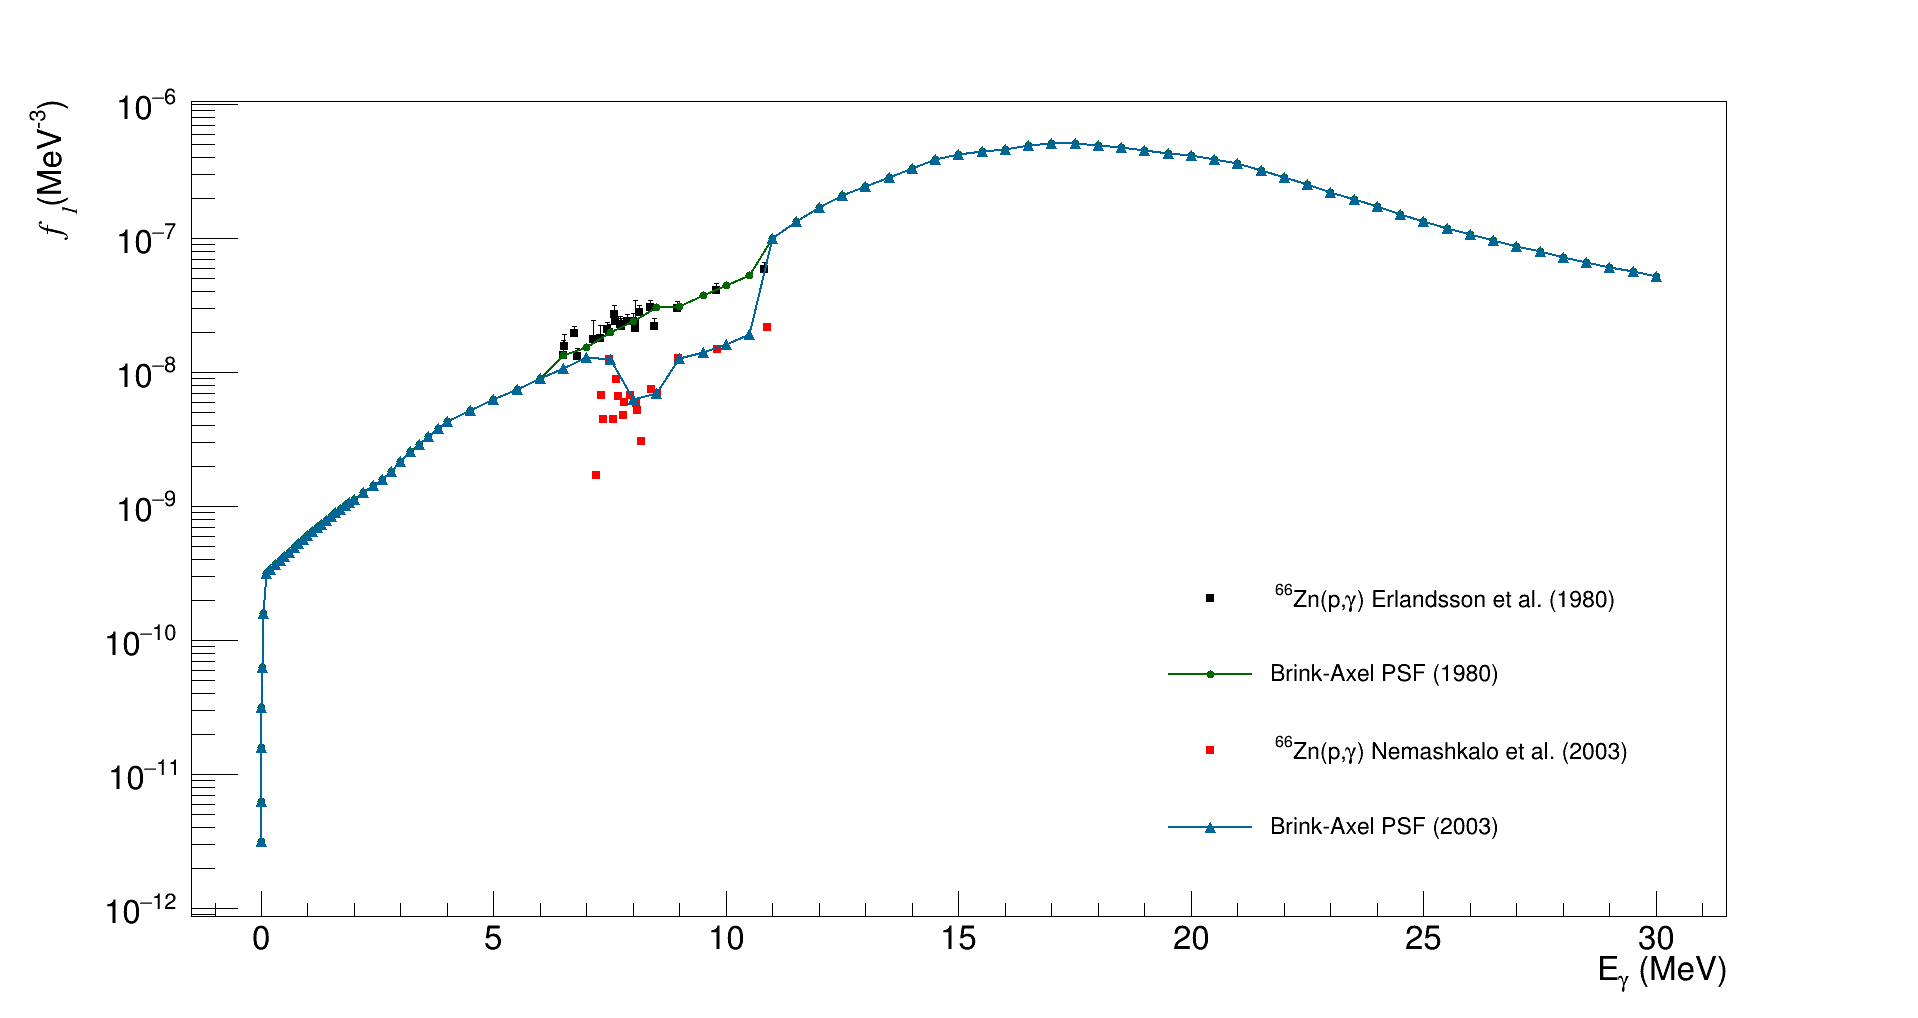 f₁(MeV⁻³)
10⁻⁶
10⁻⁷
10⁻⁸
10⁻⁹
10⁻¹⁰
10⁻¹¹
10⁻¹²
⁶⁶Zn(p,γ) Erlandsson et al. (1980)
Brink-Axel PSF (1980)
⁶⁶Zn(p,γ) Nemashkalo et al. (2003)
Brink-Axel PSF (2003)
0 5 10 15 20 25 30
Eᵧ (MeV)